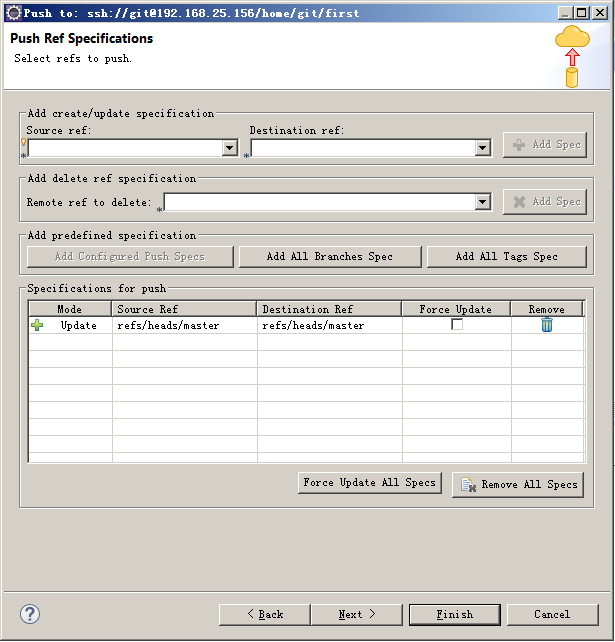 Push to: ssh://git@192.168.25.156/home/git/first
Push Ref Specifications
Select refs to push.
Add create/update specification
Source ref: Destination ref:
* * Add Spec
Add delete ref specification
Remote ref to delete: * Add Spec
Add predefined specification
Add Configured Push Specs Add All Branches Spec Add All Tags Spec
Specifications for push
Mode Source Ref Destination Ref Force Update Remove
Update refs/heads/master refs/heads/master
Force Update All Specs Remove All Specs
? < Back Next > Finish Cancel